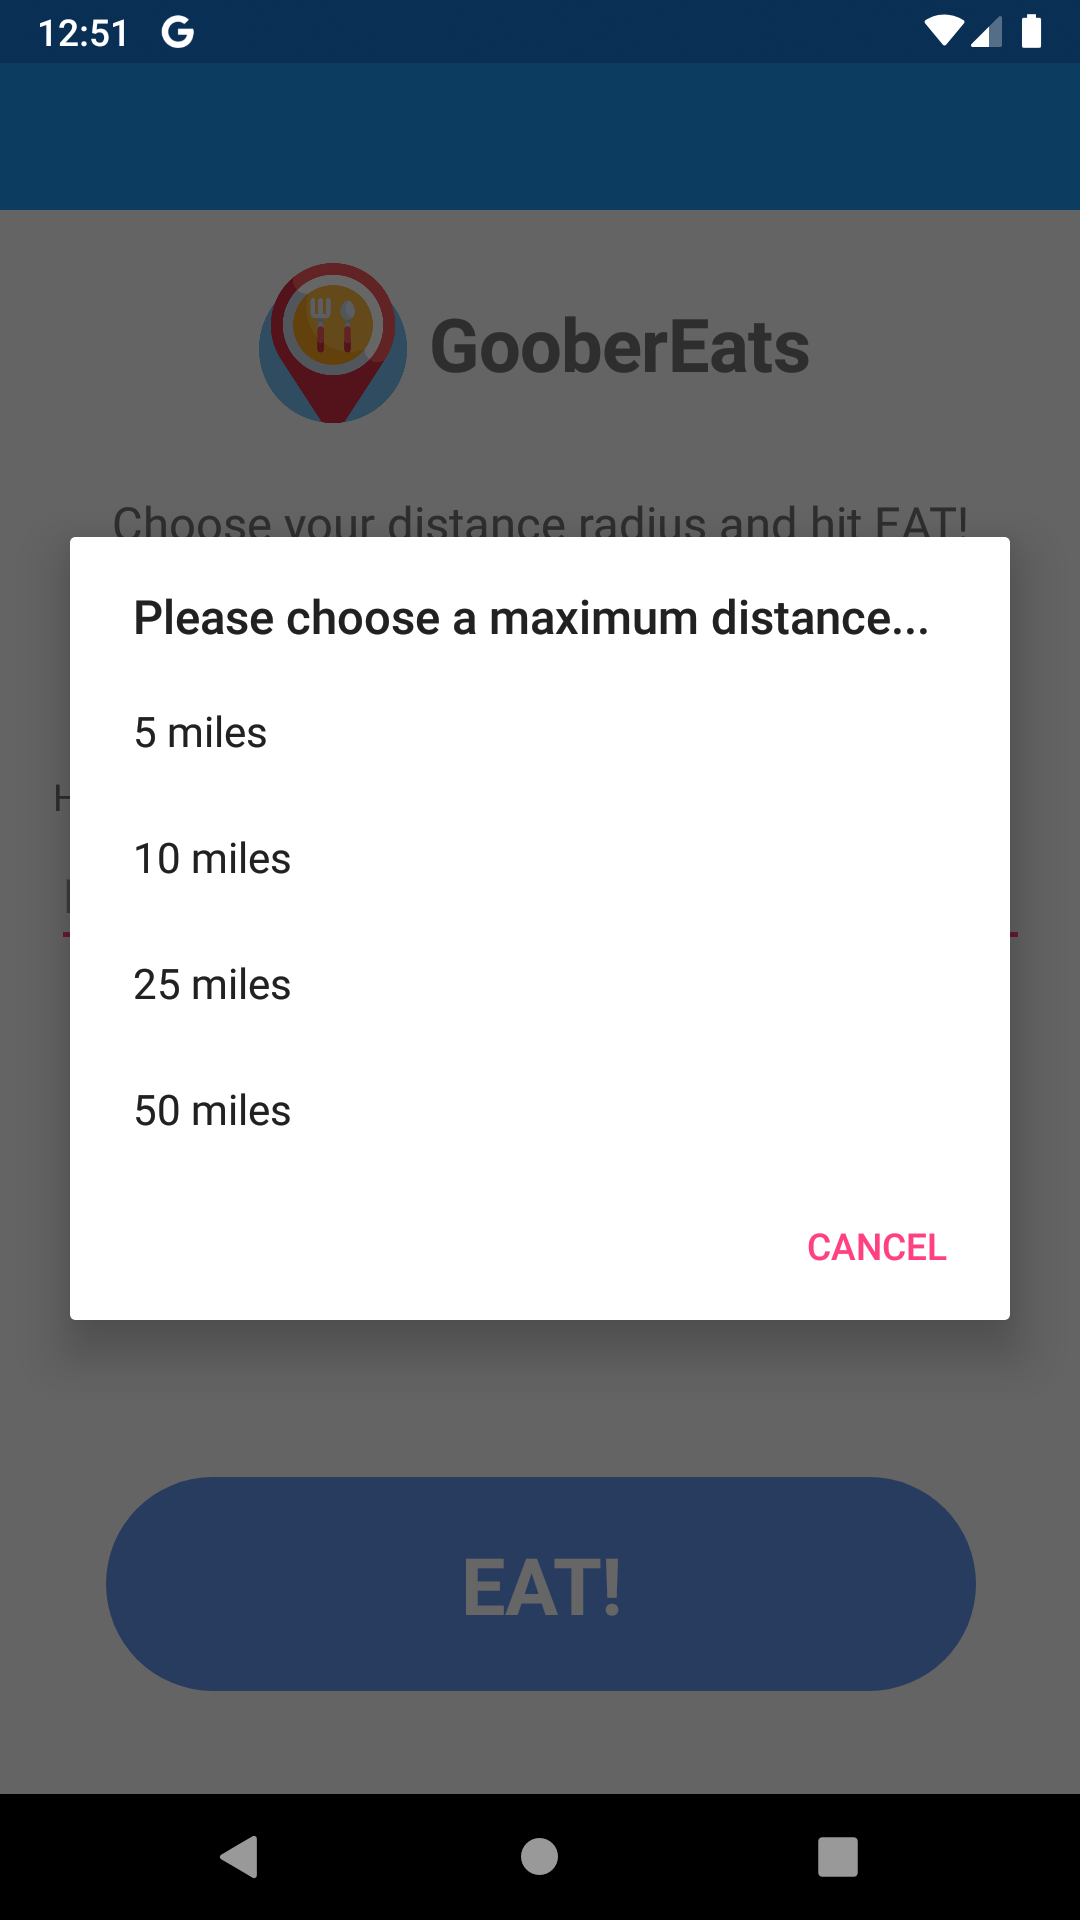 12:51
GooberEats
Choose your distance radius and hit EAT!
Please choose a maximum distance...
5 miles
10 miles
25 miles
50 miles
CANCEL
EAT!